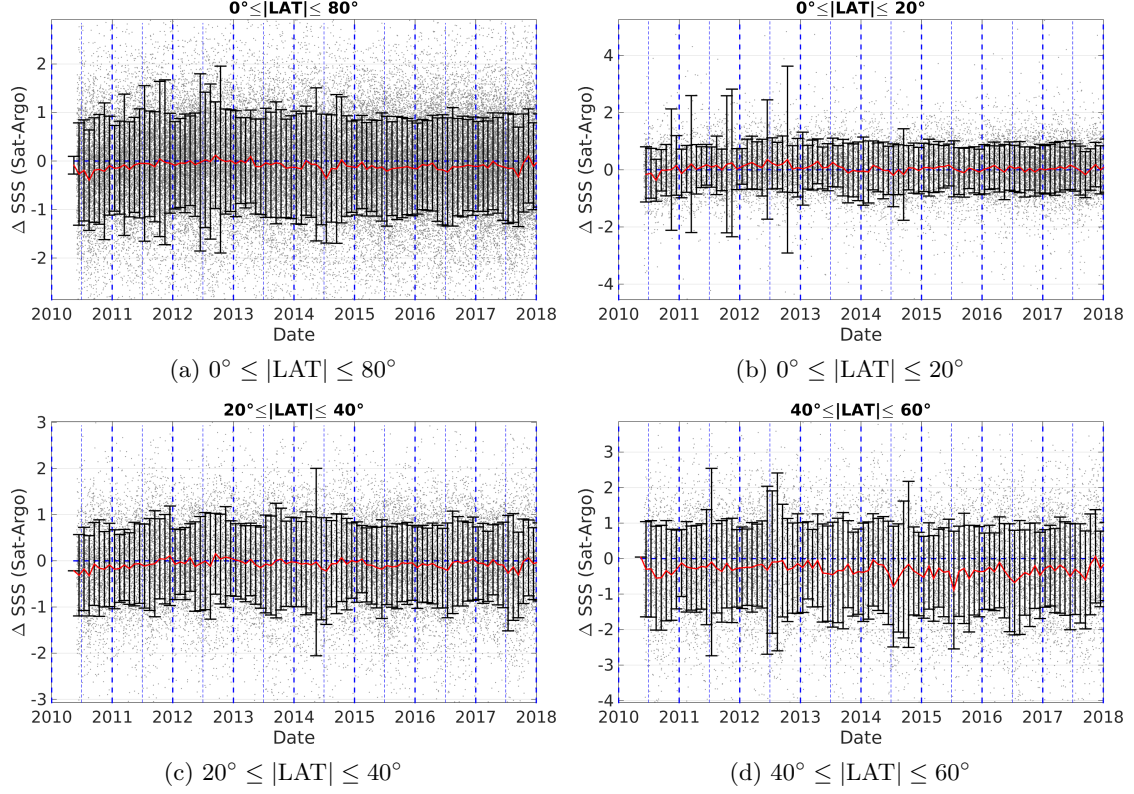 0°≤|LAT|≤ 80°
Δ SSS (Sat-Argo)
2
1
0
-1
-2
2010 2011 2012 2013 2014 2015 2016 2017 2018
Date
(a) 0° ≤ |LAT| ≤ 80°
0°≤|LAT|≤ 20°
Δ SSS (Sat-Argo)
4
2
0
-2
-4
2010 2011 2012 2013 2014 2015 2016 2017 2018
Date
(b) 0° ≤ |LAT| ≤ 20°
20°≤|LAT|≤ 40°
Δ SSS (Sat-Argo)
3
2
1
0
-1
-2
-3
2010 2011 2012 2013 2014 2015 2016 2017 2018
Date
(c) 20° ≤ |LAT| ≤ 40°
40°≤|LAT|≤ 60°
Δ SSS (Sat-Argo)
3
2
1
0
-1
-2
-3
-4
2010 2011 2012 2013 2014 2015 2016 2017 2018
Date
(d) 40° ≤ |LAT| ≤ 60°